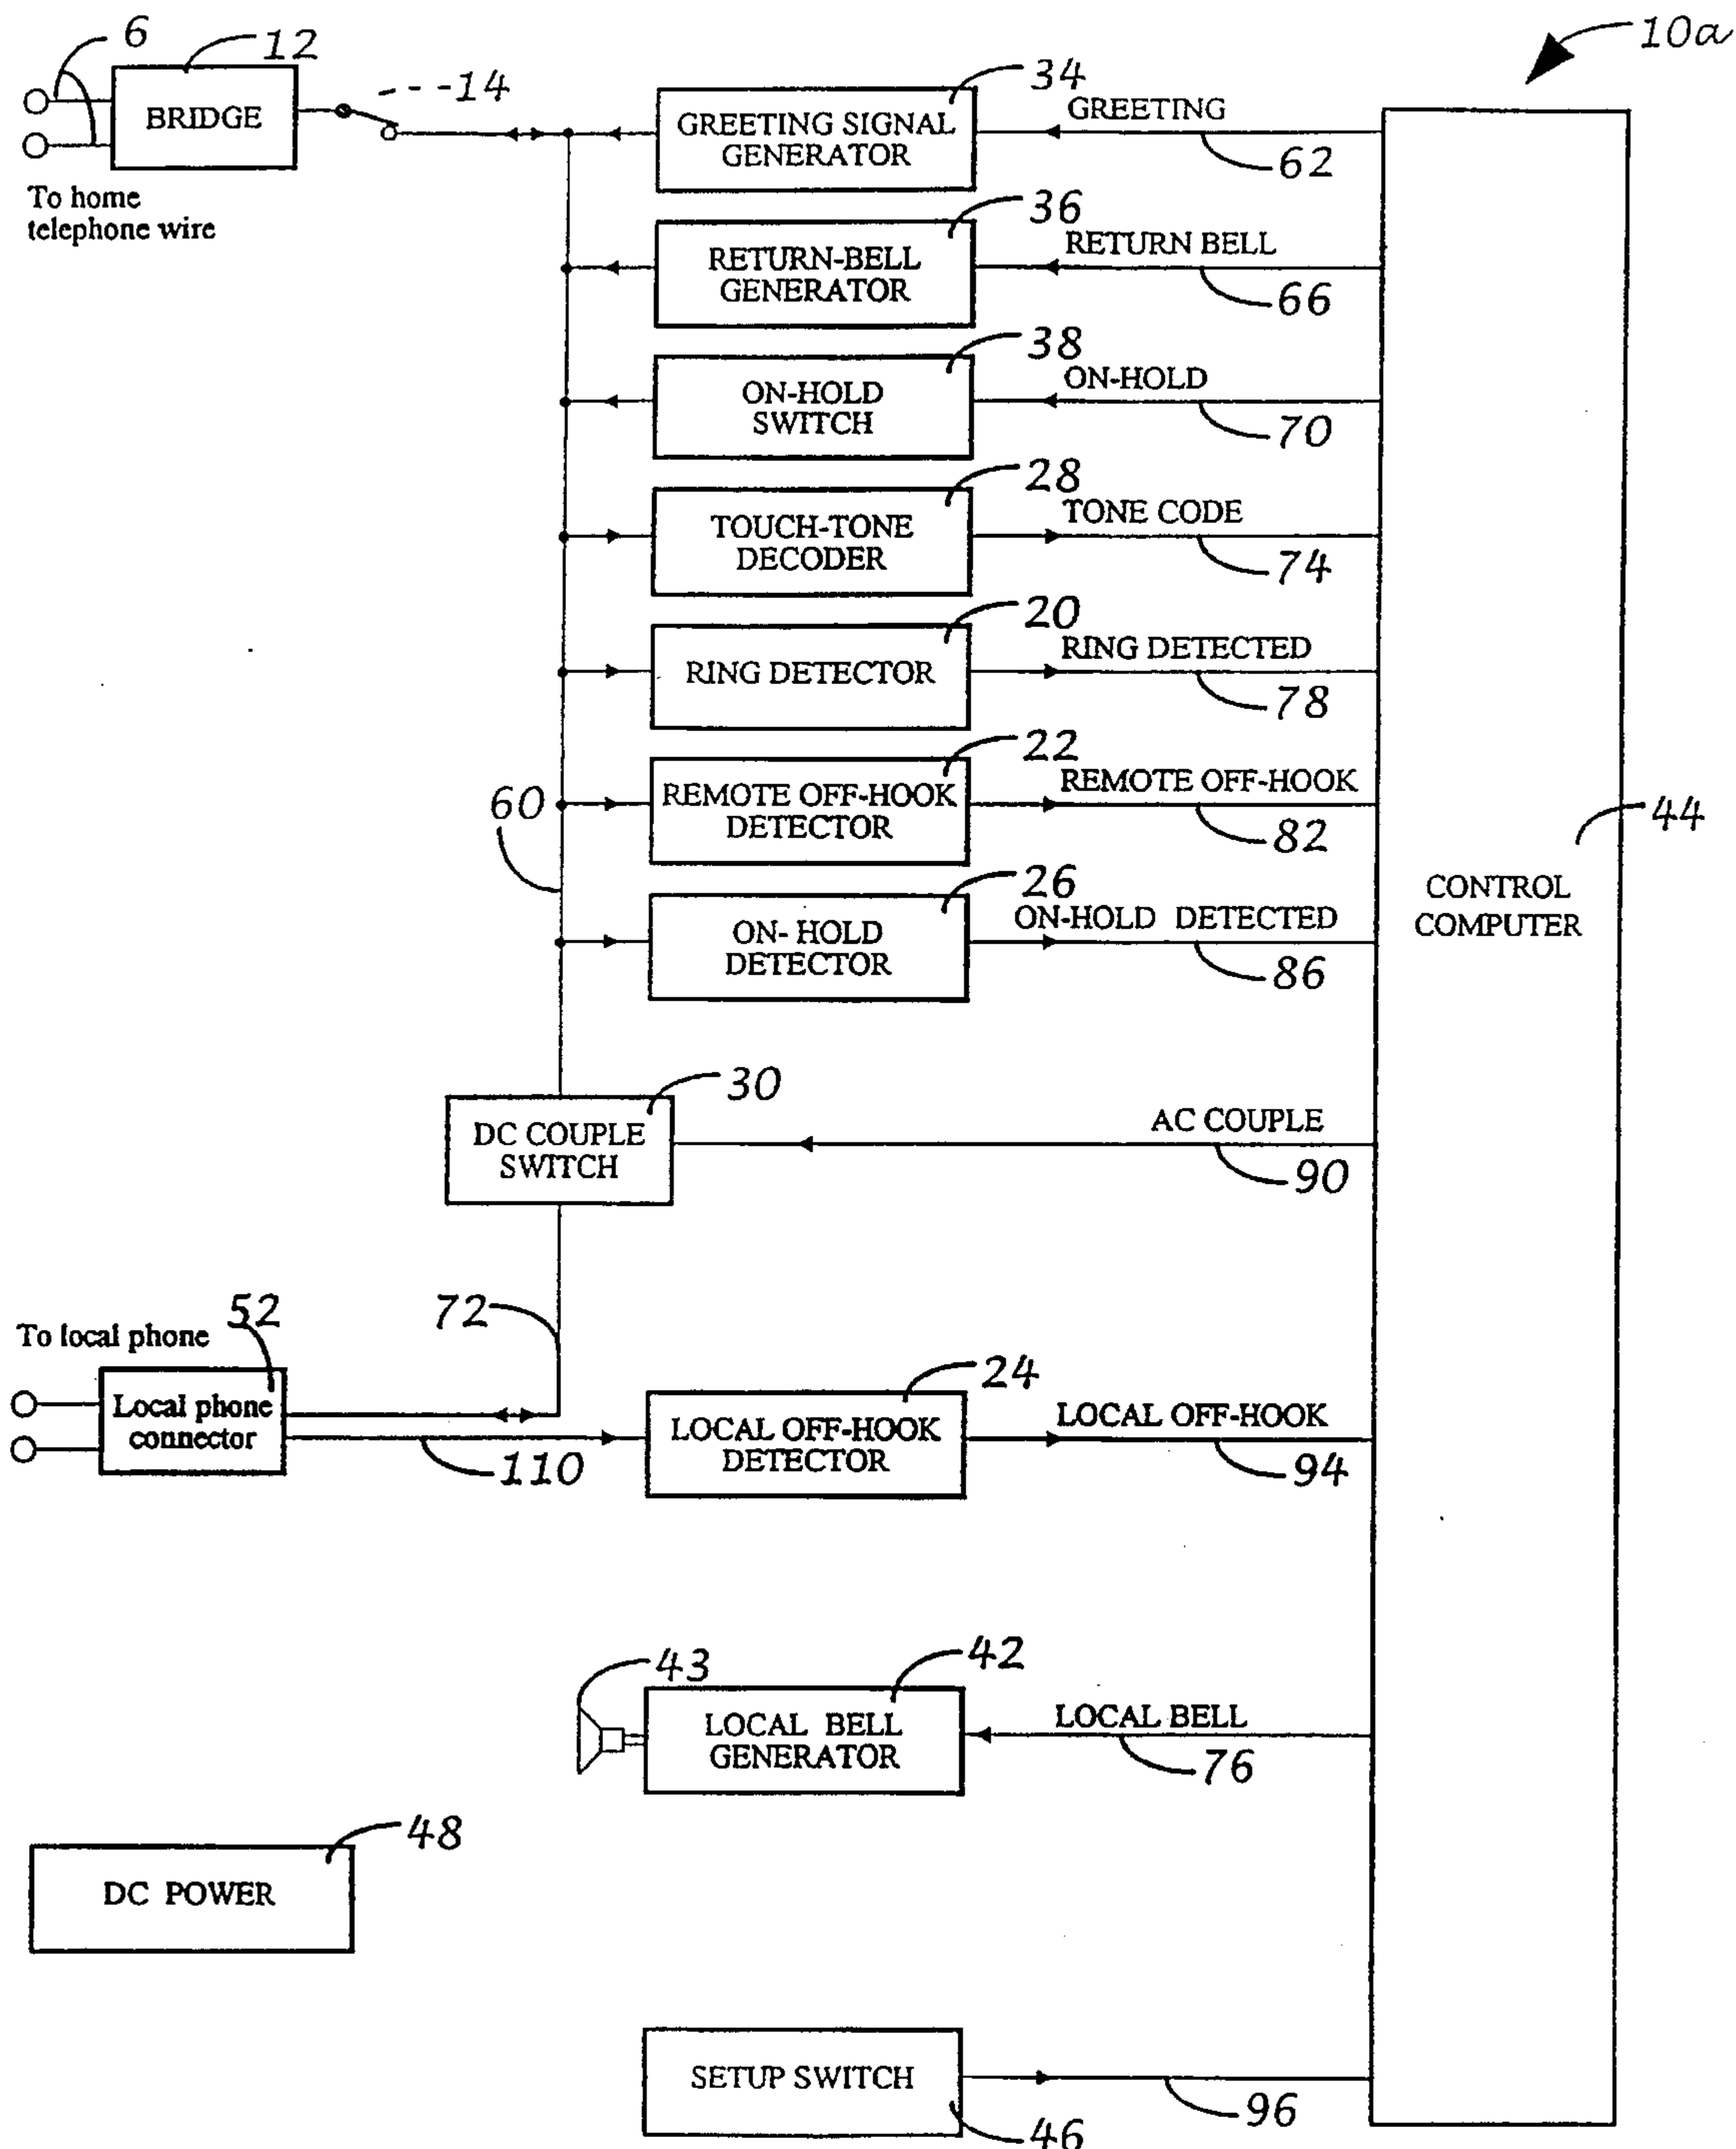 10a
6
12
---14
34
BRIDGE
GREETING SIGNAL
GENERATOR
GREETING
62
To home
telephone wire
36
RETURN-BELL
GENERATOR
RETURN BELL
66
38
ON-HOLD
SWITCH
ON-HOLD
70
28
TOUCH-TONE
DECODER
TONE CODE
74
20
RING DETECTOR
RING DETECTED
78
22
REMOTE OFF-HOOK
DETECTOR
REMOTE OFF-HOOK
82
60
44
CONTROL
COMPUTER
26
ON- HOLD
DETECTOR
ON-HOLD DETECTED
86
30
DC COUPLE
SWITCH
AC COUPLE
90
72
To local phone
52
Local phone
connector
110
24
LOCAL OFF-HOOK
DETECTOR
LOCAL OFF-HOOK
94
43
42
LOCAL BELL
GENERATOR
LOCAL BELL
76
48
DC POWER
SETUP SWITCH
46
96